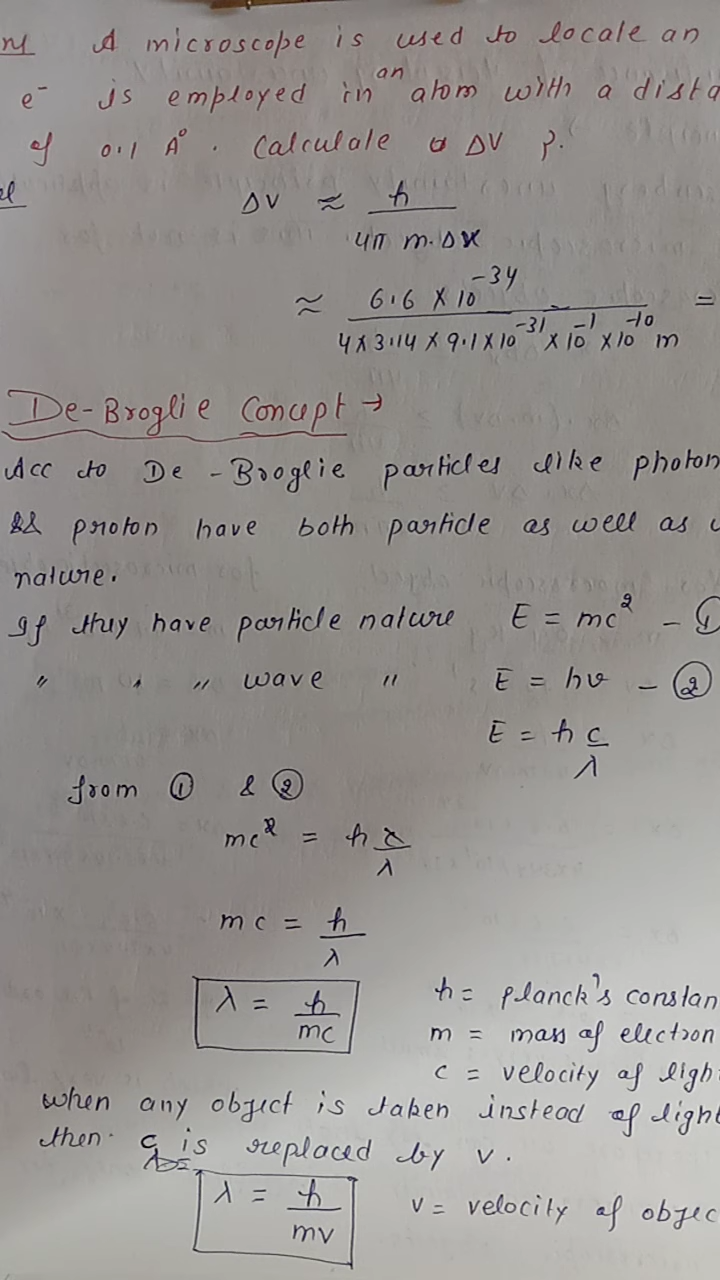 A microscope is used to locale an
e⁻ is employed in an atom with a dista
of 0.1 A° . Calculale ΔV ?.
ΔV ≈ h / 4π m.Δx
≈ 6.6 × 10⁻³⁴ / 4 × 3.14 × 9.1 × 10⁻³¹ × 10⁻¹ × 10⁻¹⁰ m =
De-Broglie Concept →
Acc to De - Broglie particles like photon
&& proton have both particle as well as
nature.
If they have particle nature E = mc² - ①
" " " wave " E = hν - ②
E = h c/λ
from ① & ②
mc² = h c/λ
mc = h/λ
λ = h/mc
h = planck's constan
m = mass of electron
c = velocity of ligh
when any object is taken instead of light
then c is replaced by v.
λ = h/mv
v = velocity of objec